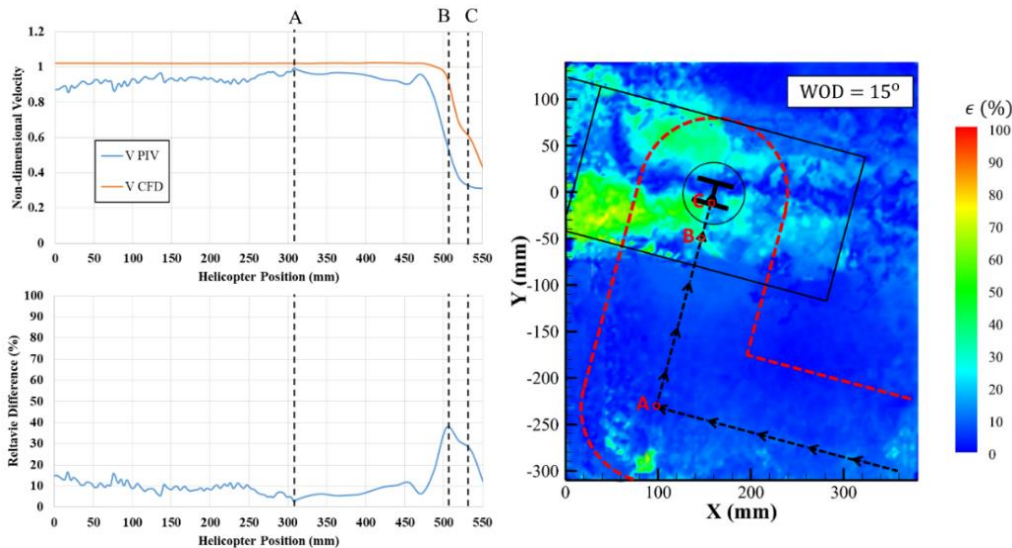 A B C
1.2
1
0.8
0.6
0.4
0.2
0
Non-dimensional Velocity
V PIV
V CFD
0 50 100 150 200 250 300 350 400 450 500 550
Helicopter Position (mm)
100
90
80
70
60
50
40
30
20
10
0
Reltavie Difference (%)
0 50 100 150 200 250 300 350 400 450 500 550
Helicopter Position (mm)
WOD = 15°
100
50
0
-50
-100
-150
-200
-250
-300
Y (mm)
C
B
A
0 100 200 300
X (mm)
ϵ (%)
100
90
80
70
60
50
40
30
20
10
0